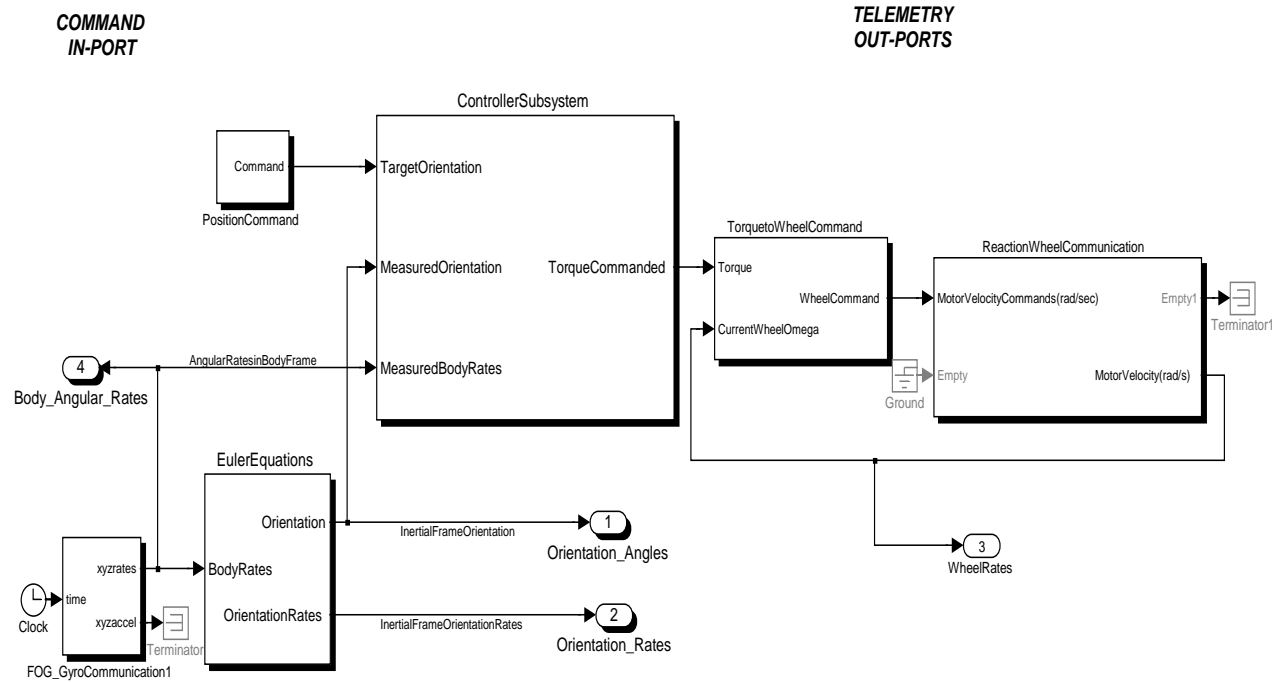 COMMAND
IN-PORT
TELEMETRY
OUT-PORTS
ControllerSubsystem
Command
PositionCommand
TargetOrientation
MeasuredOrientation
TorqueCommanded
MeasuredBodyRates
TorquetoWheelCommand
Torque
WheelCommand
CurrentWheelOmega
ReactionWheelCommunication
MotorVelocityCommands(rad/sec)
Empty1
Terminator1
Empty
Ground
MotorVelocity(rad/s)
4
Body_Angular_Rates
AngularRatesinBodyFrame
EulerEquations
Orientation
BodyRates
OrientationRates
InertialFrameOrientation
1
Orientation_Angles
3
WheelRates
InertialFrameOrientationRates
2
Orientation_Rates
Clock
time
xyzrates
xyzaccel
Terminator
FOG_GyroCommunication1